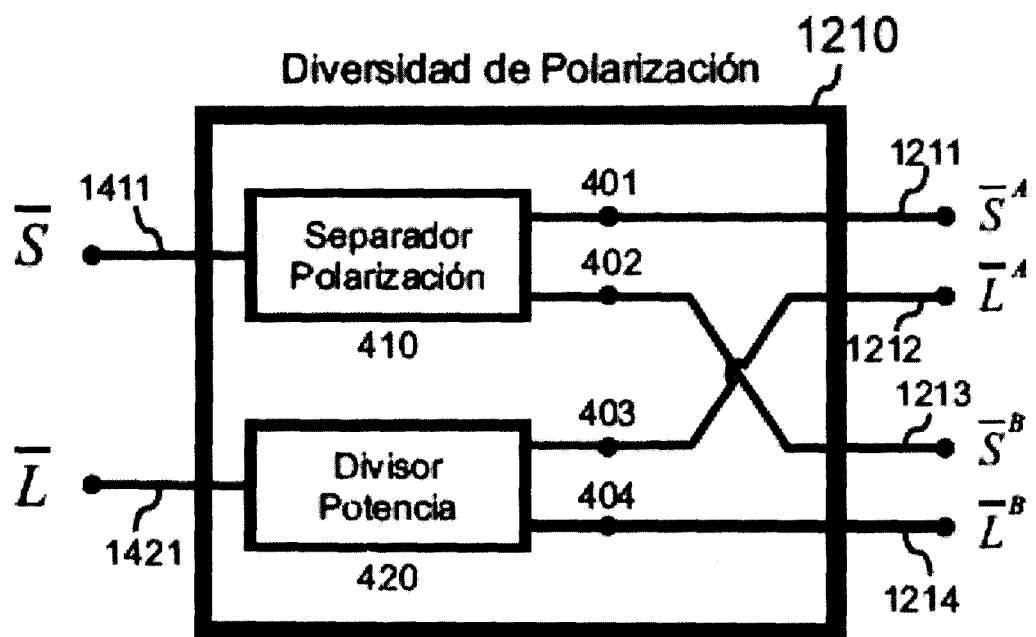 1210
Diversidad de Polarización
1411
S̅
Separador
Polarización
410
401
402
1211
S̅ᴬ
L̅ᴬ
1212
L̅
1421
Divisor
Potencia
420
403
404
1213
S̅ᴮ
L̅ᴮ
1214